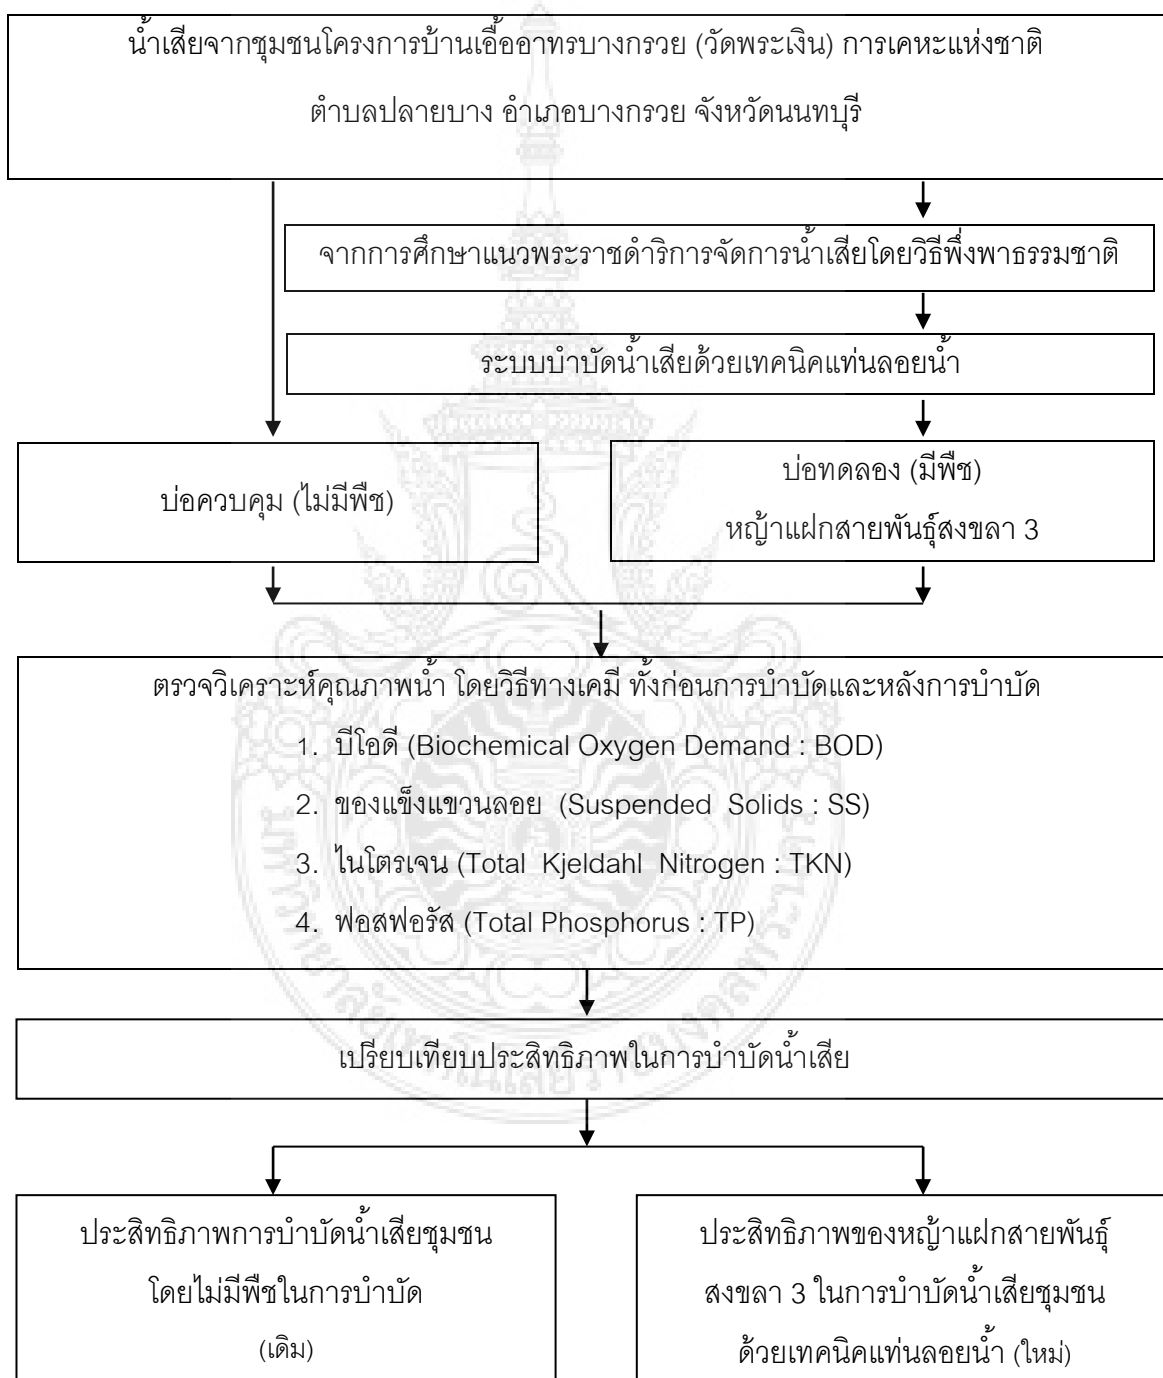 น้ำเสียจากชุมชนโครงการบ้านเอื้ออาทรบางกรวย (วัดพระเงิน) การเคหะแห่งชาติ
ตำบลปลายบาง อำเภอบางกรวย จังหวัดนนทบุรี
จากการศึกษาแนวพระราชดำริการจัดการน้ำเสียโดยวิธีพึ่งพาธรรมชาติ
ระบบบำบัดน้ำเสียด้วยเทคนิคแท่นลอยน้ำ
บ่อควบคุม (ไม่มีพืช)
บ่อทดลอง (มีพืช)
หญ้าแฝกสายพันธุ์สงขลา 3
ตรวจวิเคราะห์คุณภาพน้ำ โดยวิธีทางเคมี ทั้งก่อนการบำบัดและหลังการบำบัด
1. บีโอดี (Biochemical Oxygen Demand : BOD)
2. ของแข็งแขวนลอย (Suspended Solids : SS)
3. ไนโตรเจน (Total Kjeldahl Nitrogen : TKN)
4. ฟอสฟอรัส (Total Phosphorus : TP)
เปรียบเทียบประสิทธิภาพในการบำบัดน้ำเสีย
ประสิทธิภาพการบำบัดน้ำเสียชุมชน
โดยไม่มีพืชในการบำบัด
(เดิม)
ประสิทธิภาพของหญ้าแฝกสายพันธุ์
สงขลา 3 ในการบำบัดน้ำเสียชุมชน
ด้วยเทคนิคแท่นลอยน้ำ (ใหม่)